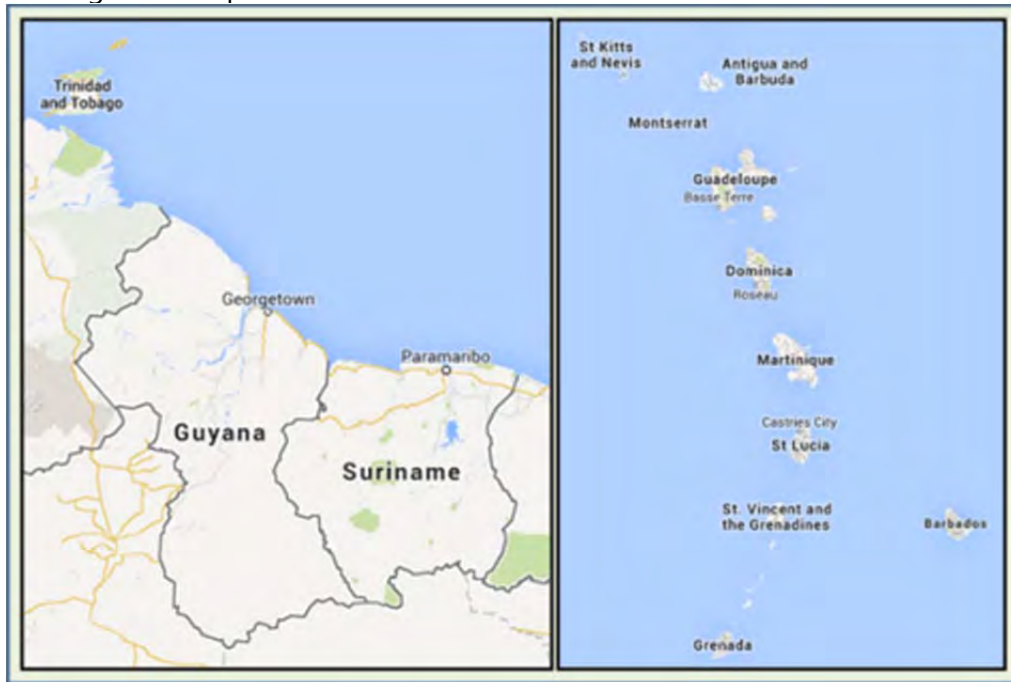 Trinidad
and Tobago
Georgetown
Paramaribo
Guyana
Suriname
St Kitts
and Nevis
Antigua and
Barbuda
Montserrat
Guadeloupe
Basse Terre
Dominica
Roseau
Martinique
Castries City
St Lucia
St. Vincent and
the Grenadines
Barbados
Grenada